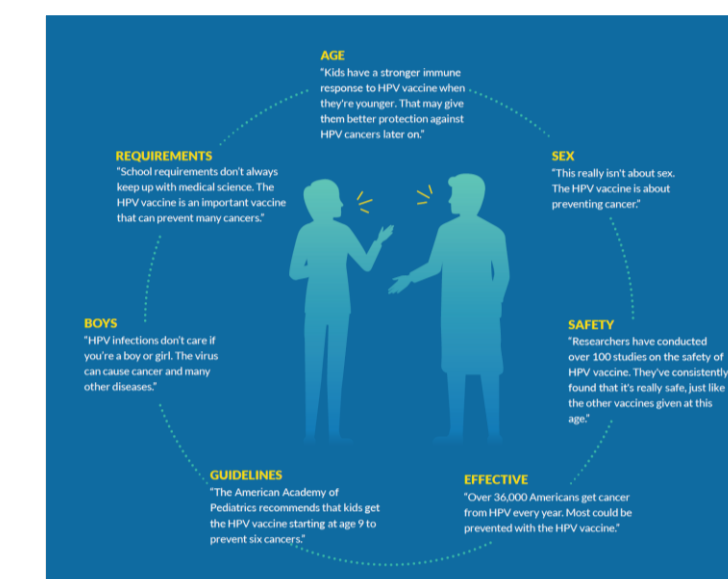 AGE
"Kids have a stronger immune
response to HPV vaccine when
they're younger. That may give
them better protection against
HPV cancers later on."
SEX
"This really isn't about sex.
The HPV vaccine is about
preventing cancer."
SAFETY
"Researchers have conducted
over 100 studies on the safety of
HPV vaccine. They've consistently
found that it's really safe, just like
the other vaccines given at this
age."
EFFECTIVE
"Over 36,000 Americans get cancer
from HPV every year. Most could be
prevented with the HPV vaccine."
GUIDELINES
"The American Academy of
Pediatrics recommends that kids get
the HPV vaccine starting at age 9 to
prevent six cancers."
BOYS
"HPV infections don't care if
you're a boy or girl. The virus
can cause cancer and many
other diseases."
REQUIREMENTS
"School requirements don't always
keep up with medical science. The
HPV vaccine is an important vaccine
that can prevent many cancers."